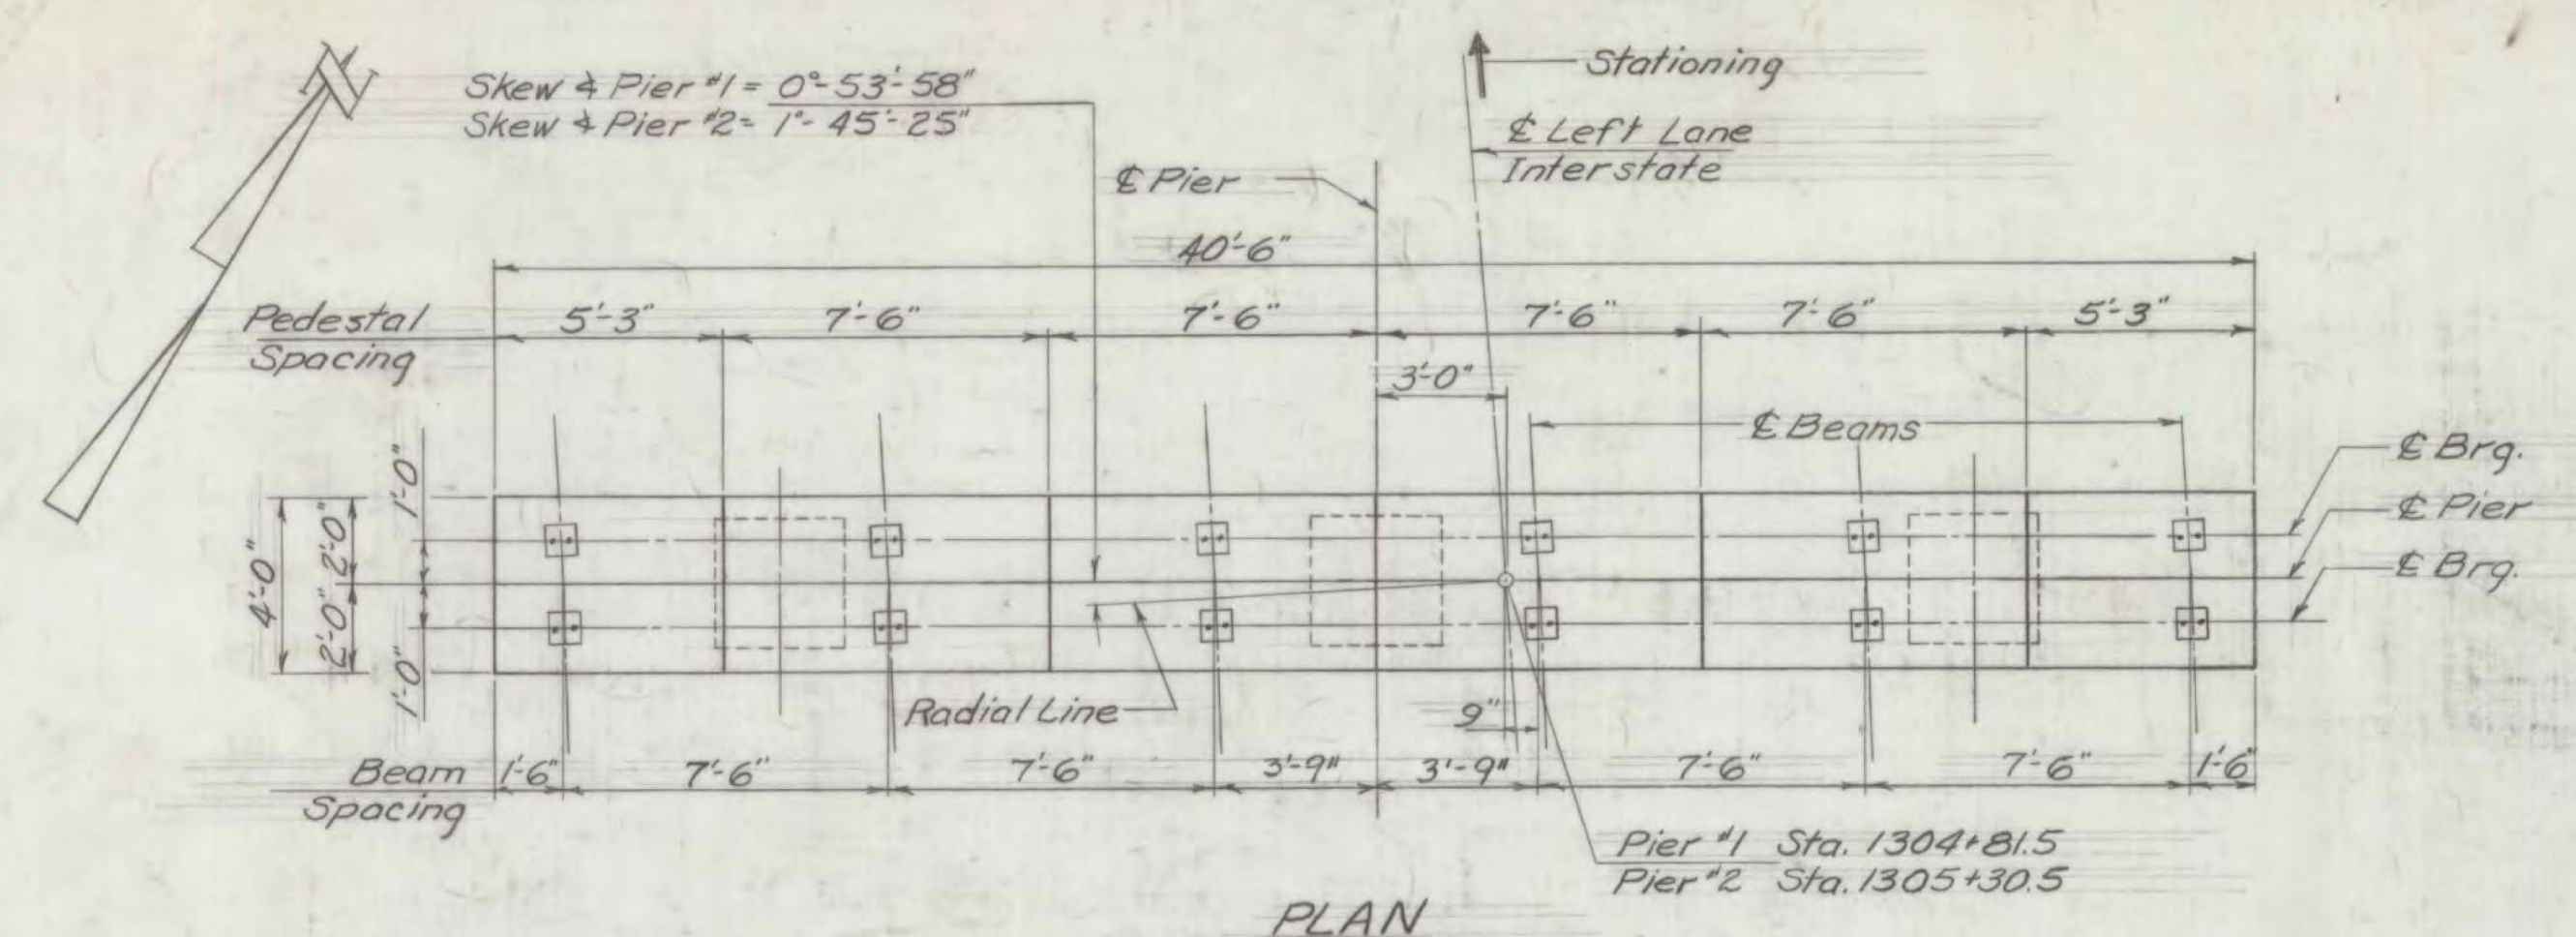 N
Skew ∡ Pier #1 = 0°-53'-58"
Skew ∡ Pier #2 = 1°-45'-25"
Stationing
℄ Left Lane
Interstate
℄ Pier
40'-6"
Pedestal
Spacing
5'-3" 7'-6" 7'-6" 7'-6" 7'-6" 5'-3"
3'-0"
℄ Beams
℄ Brg.
℄ Pier
℄ Brg.
4'-0"
2'-0" 2'-0"
1'-0"
1'-0"
Radial Line
9"
Beam
Spacing
1'-6" 7'-6" 7'-6" 3'-9" 3'-9" 7'-6" 7'-6" 1'-6"
Pier #1 Sta. 1304+81.5
Pier #2 Sta. 1305+30.5
PLAN